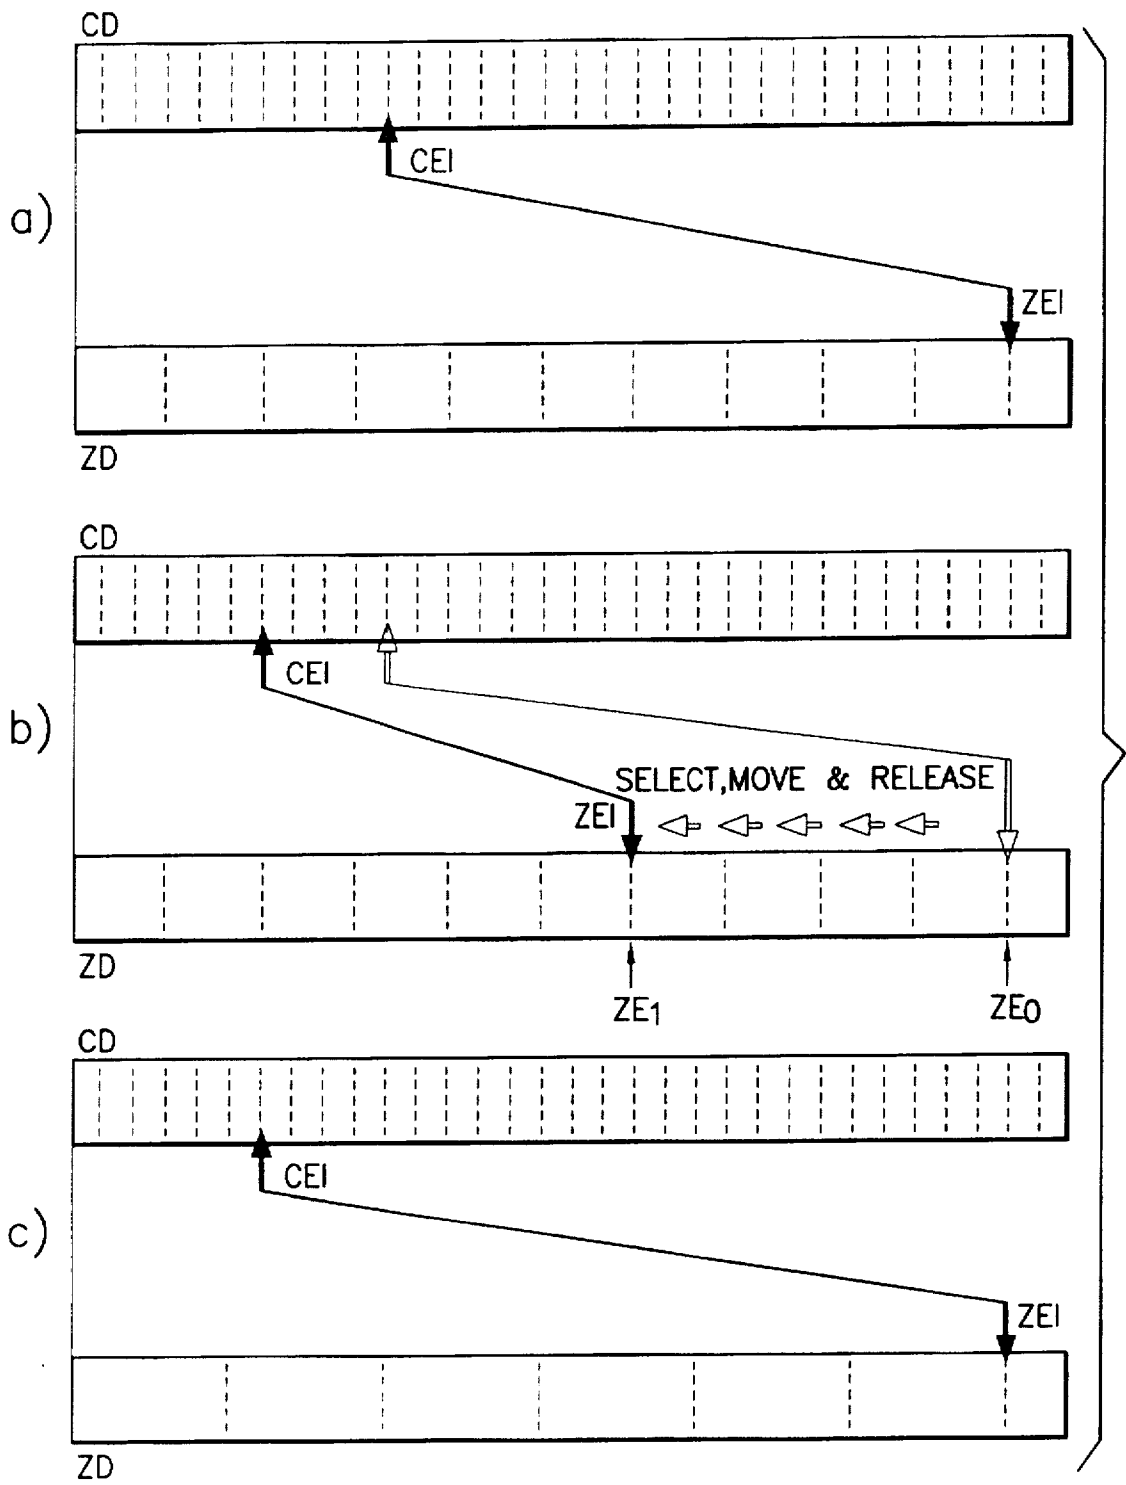 CD
CEI
a)
ZEI
ZD
CD
CEI
b)
SELECT,MOVE & RELEASE
ZEI
ZD
ZE1
ZE0
CD
CEI
c)
ZEI
ZD